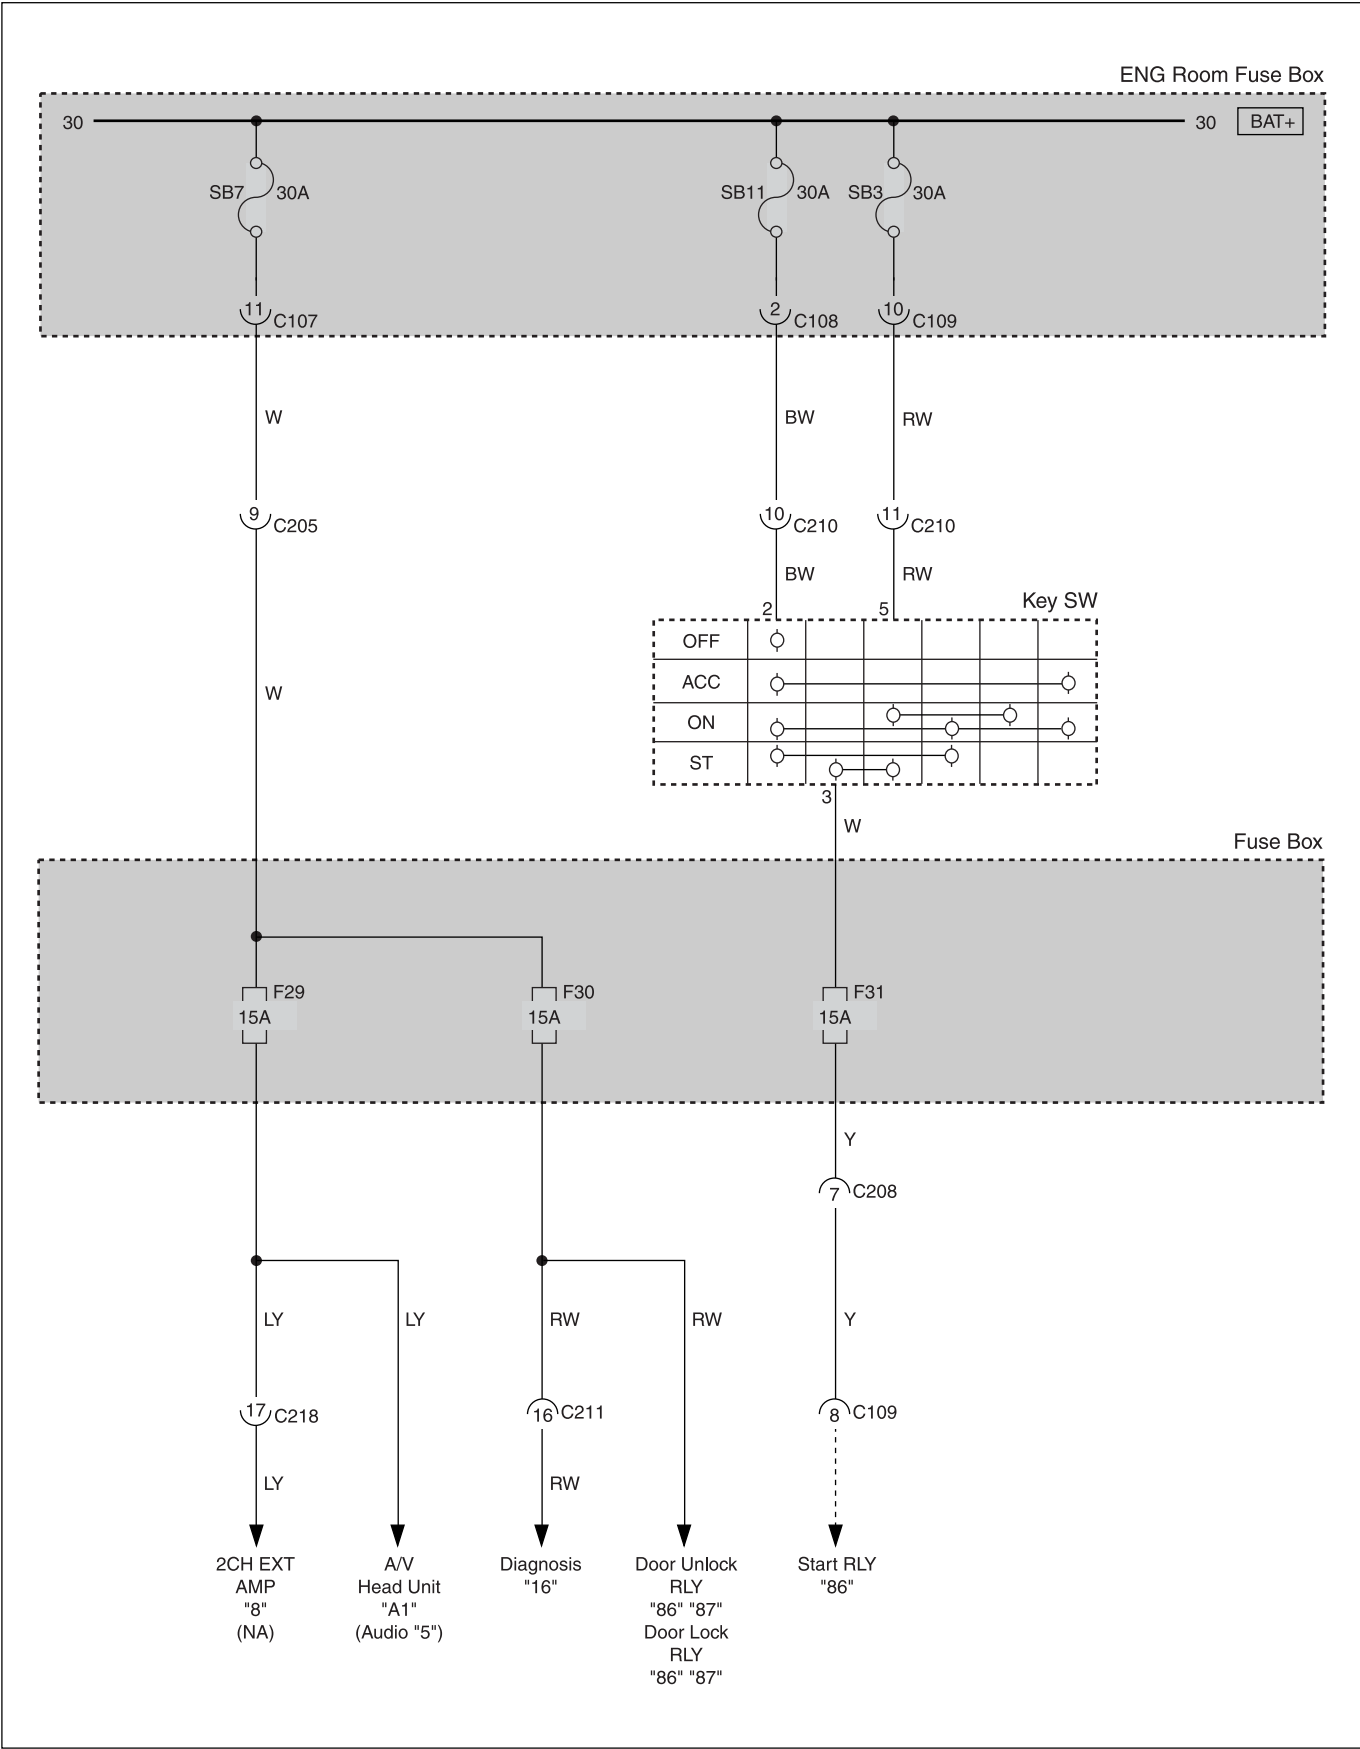 ENG Room Fuse Box
30
30
BAT+
SB7
30A
SB11
30A
SB3
30A
11
C107
2
C108
10
C109
W
BW
RW
9
C205
10
C210
11
C210
BW
RW
2
5
Key SW
OFF
ACC
ON
ST
W
3
W
Fuse Box
F29
15A
F30
15A
F31
15A
Y
7
C208
LY
LY
RW
RW
Y
17
C218
16
C211
8
C109
LY
RW
2CH EXT
AMP
"8"
(NA)
A/V
Head Unit
"A1"
(Audio "5")
Diagnosis
"16"
Door Unlock
RLY
"86" "87"
Door Lock
RLY
"86" "87"
Start RLY
"86"